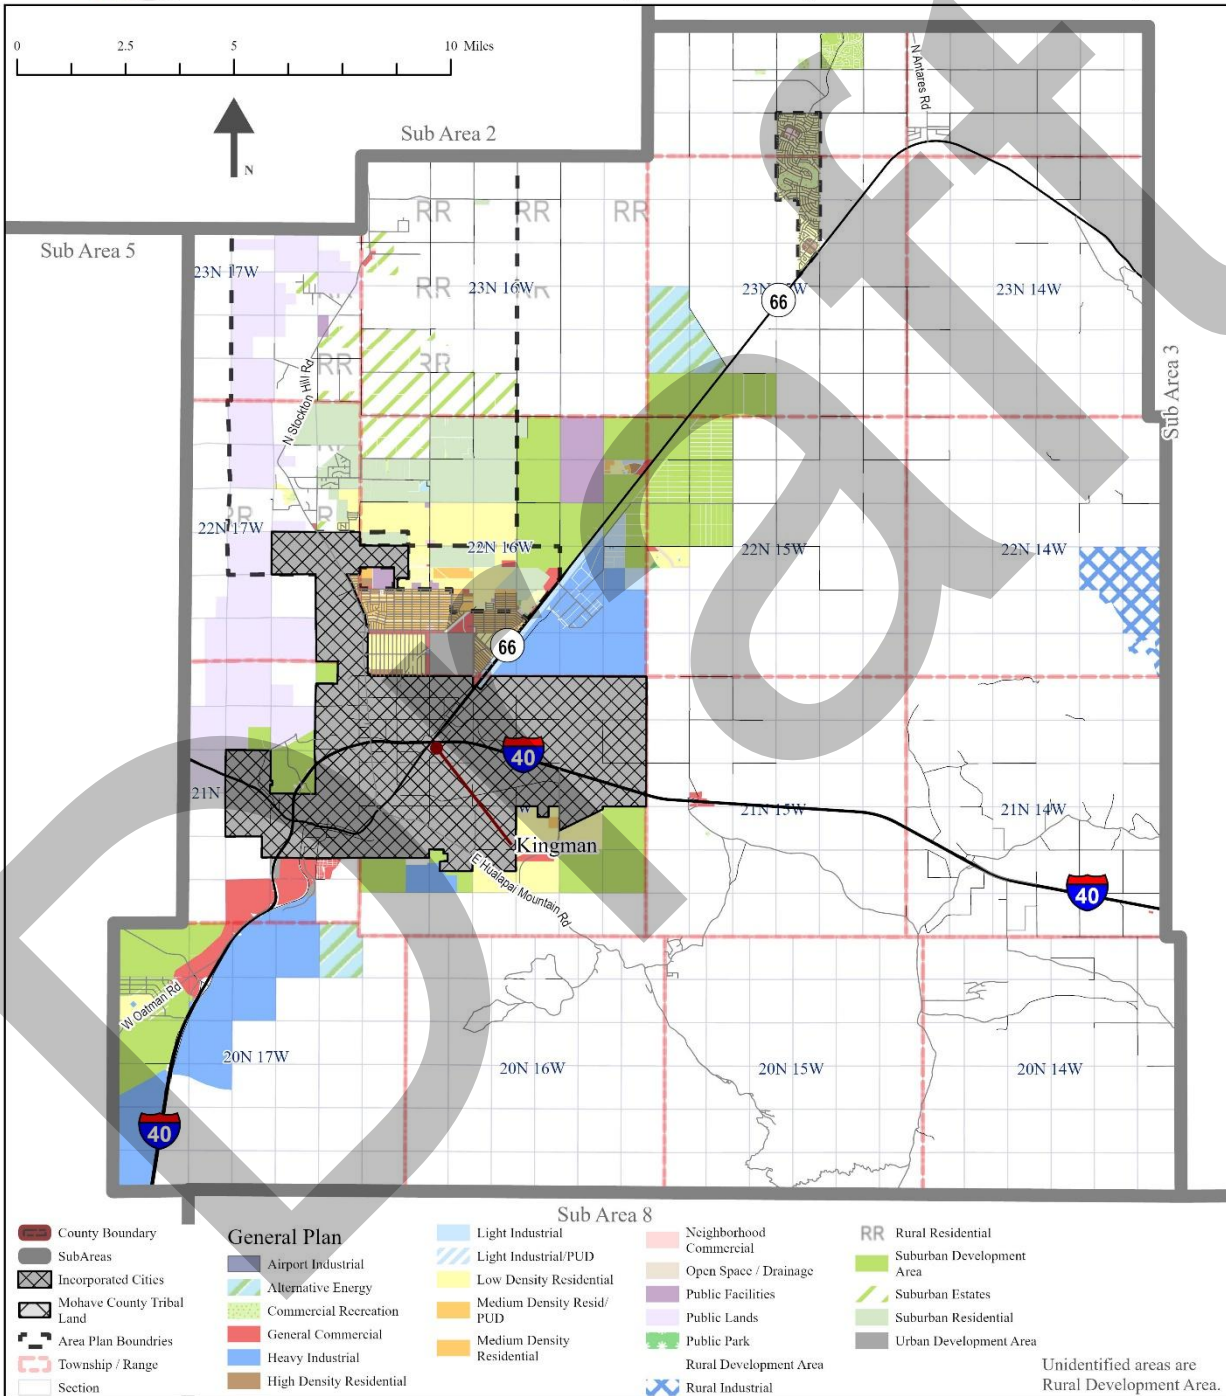 0 2.5 5 10 Miles
N
Sub Area 2
N Antares Rd
Sub Area 5
RR RR RR
23N 17W
RR
23N 16W
RR
23N
W
66
23N 14W
N Stockton Hill Rd
RR RR
Sub Area 3
22N 17W
22N 16W
22N 15W
22N 14W
66
40
21N
W
21N 15W
21N 14W
Kingman
E Hualapai Mountain Rd
40
W Oatman Rd
20N 17W
20N 16W
20N 15W
20N 14W
40
Sub Area 8
County Boundary
SubAreas
Incorporated Cities
Mohave County Tribal
Land
Area Plan Boundries
Township / Range
Section
General Plan
Airport Industrial
Alternative Energy
Commercial Recreation
General Commercial
Heavy Industrial
High Density Residential
Light Industrial
Light Industrial/PUD
Low Density Residential
Medium Density Resid/
PUD
Medium Density
Residential
Neighborhood
Commercial
Open Space / Drainage
Public Facilities
Public Lands
Public Park
Rural Development Area
Rural Industrial
RR Rural Residential
Suburban Development
Area
Suburban Estates
Suburban Residential
Urban Development Area
Unidentified areas are
Rural Development Area.
Draft